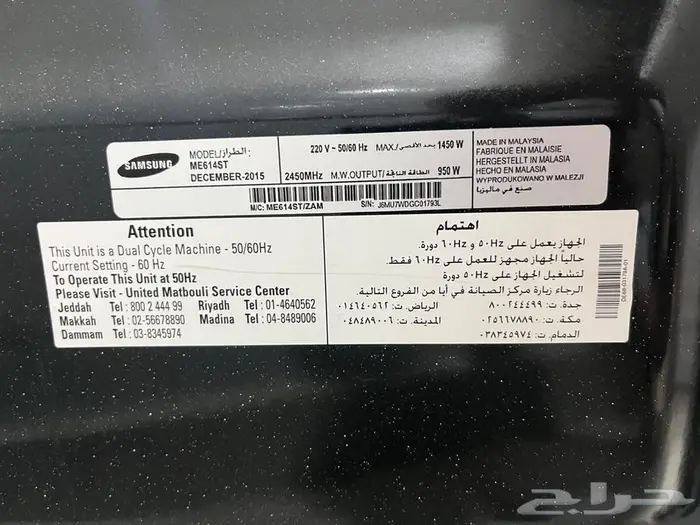 SAMSUNG
MODEL/الطراز :
ME614ST
DECEMBER-2015
220 V ~ 50/60 Hz MAX./بحد الأقصى 1450 W
2450MHz M.W.OUTPUT/الطاقة الناتجة 950 W
M/C: ME614ST/ZAM S/N: J6MU7WDGC01793L
MADE IN MALAYSIA
FABRIQUE EN MALAISIE
HERGESTELLT IN MALASIA
HECHO EN MALASIA
WYPRODUKOWANO W MALEZJI
صنع في ماليزيا
Attention
This Unit is a Dual Cycle Machine - 50/60Hz
Current Setting - 60 Hz
To Operate This Unit at 50Hz
Please Visit - United Matbouli Service Center
Jeddah Tel: 800 2 444 99 Riyadh Tel: 01-4640562
Makkah Tel: 02-56678890 Madina Tel: 04-8489006
Dammam Tel: 03-8345974
اهتمام
الجهاز يعمل على ٥٠Hz و ٦٠Hz دورة.
حالياً الجهاز مجهز للعمل على ٦٠Hz فقط.
لتشغيل الجهاز على ٥٠Hz دورة
الرجاء زيارة مركز الصيانة في أيا من الفروع التالية.
جدة: ت: ٨٠٠٢٤٤٤٩٩ الرياض: ت: ٠١٤٦٤٠٥٦٢
مكة: ت: ٠٢٥٦٦٧٨٨٩٠ المدينة: ت: ٠٤٨٤٨٩٠٠٦
الدمام: ت: ٠٣٨٣٤٥٩٧٤
حراج